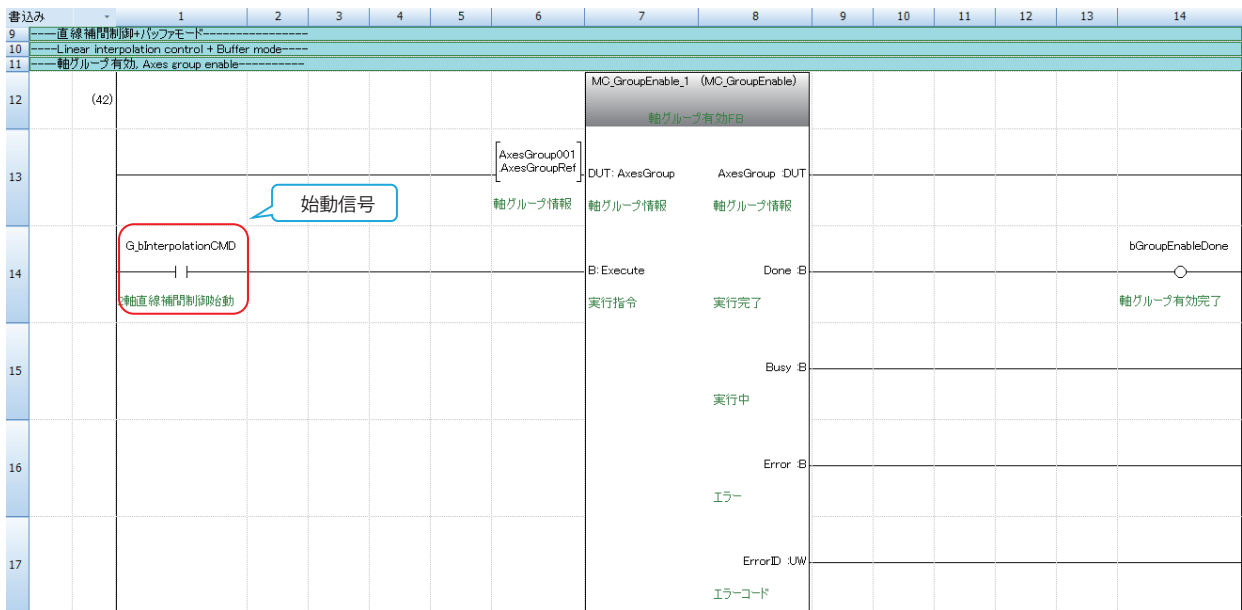 書込み 1 2 3 4 5 6 7 8 9 10 11 12 13 14
9 ----直線補間制御+バッファモード----------------
10 ----Linear interpolation control + Buffer mode----
11 ----軸グループ有効, Axes group enable----------
12 (42) MC_GroupEnable_1 (MC_GroupEnable)
軸グループ有効FB
13 AxesGroup001
.AxesGroupRef DUT: AxesGroup AxesGroup :DUT
軸グループ情報 軸グループ情報 軸グループ情報
始動信号
G_bInterpolationCMD bGroupEnableDone
14 B: Execute Done :B
2軸直線補間制御始動 実行指令 実行完了 軸グループ有効完了
15 Busy :B
実行中
16 Error :B
エラー
17 ErrorID :UW
エラーコード